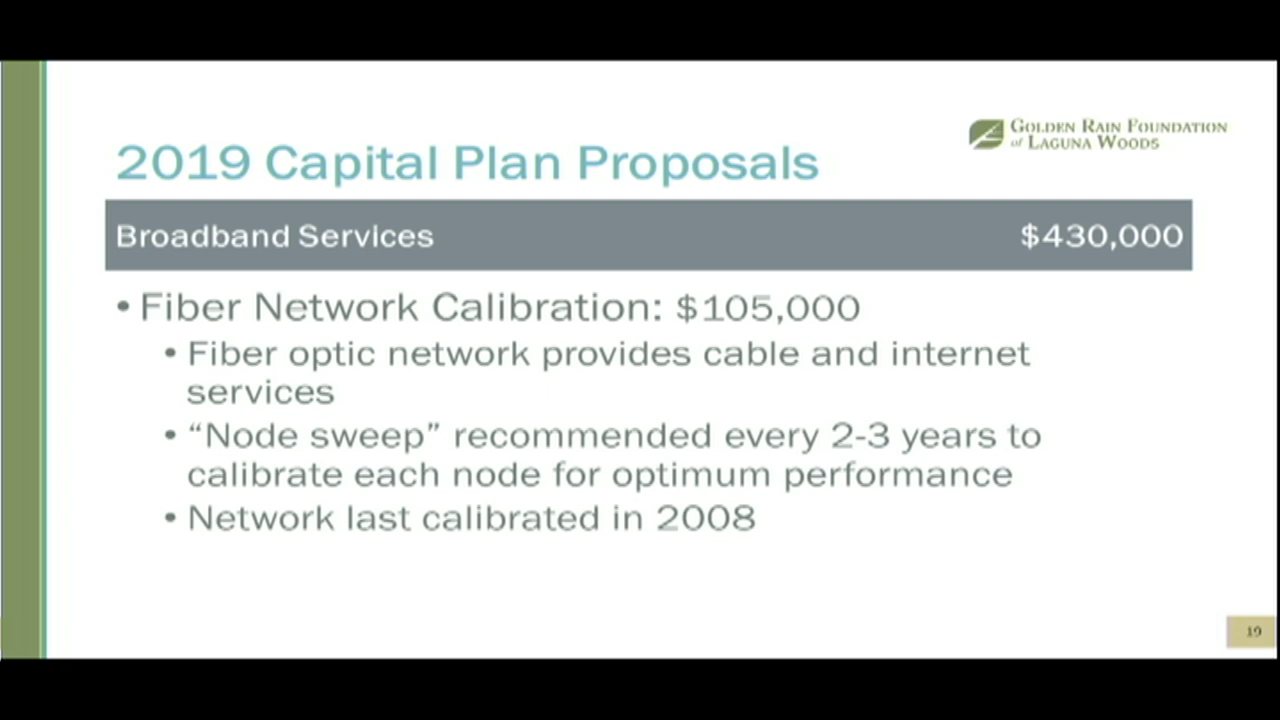 GOLDEN RAIN FOUNDATION
of LAGUNA WOODS
2019 Capital Plan Proposals
Broadband Services $430,000
• Fiber Network Calibration: $105,000
• Fiber optic network provides cable and internet
services
• “Node sweep” recommended every 2-3 years to
calibrate each node for optimum performance
• Network last calibrated in 2008
19